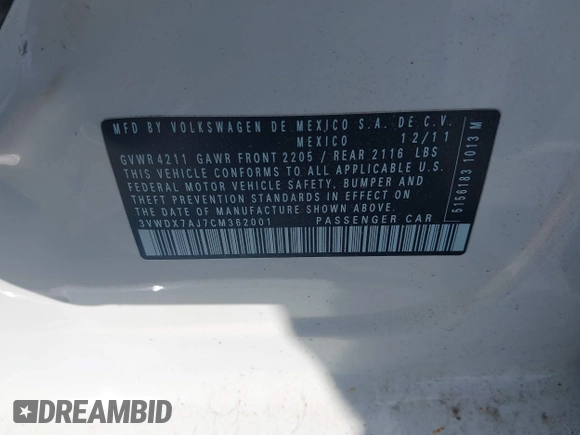 MFD BY VOLKSWAGEN DE MEXICO S.A. DE C.V.
MEXICO 12/11
GVWR 4211 GAWR FRONT 2205 / REAR 2116 LBS
THIS VEHICLE CONFORMS TO ALL APPLICABLE U.S.
FEDERAL MOTOR VEHICLE SAFETY, BUMPER AND
THEFT PREVENTION STANDARDS IN EFFECT ON
THE DATE OF MANUFACTURE SHOWN ABOVE.
3VWDX7AJ7CM362001 PASSENGER CAR
51568183 1013 M
DREAMBID